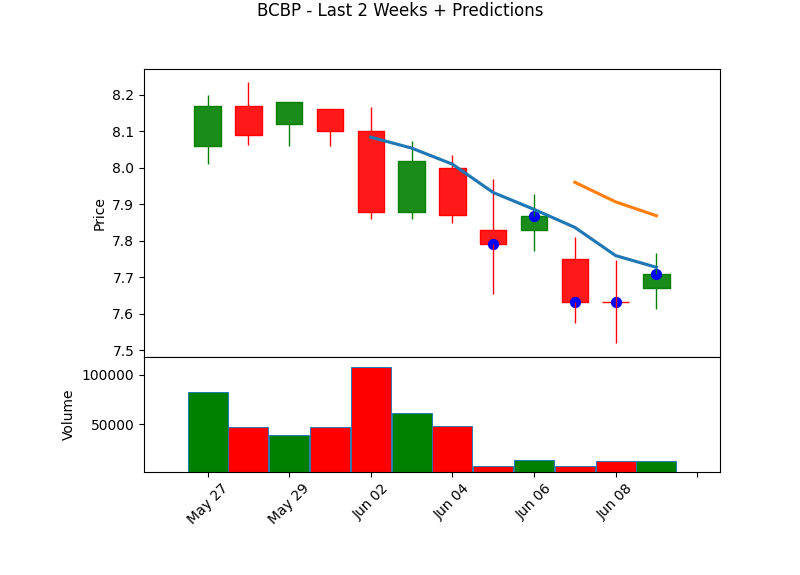 BCBP - Last 2 Weeks + Predictions
8.2
8.1
8.0
7.9
7.8
7.7
7.6
7.5
Price
100000
50000
Volume
May 27
May 29
Jun 02
Jun 04
Jun 06
Jun 08